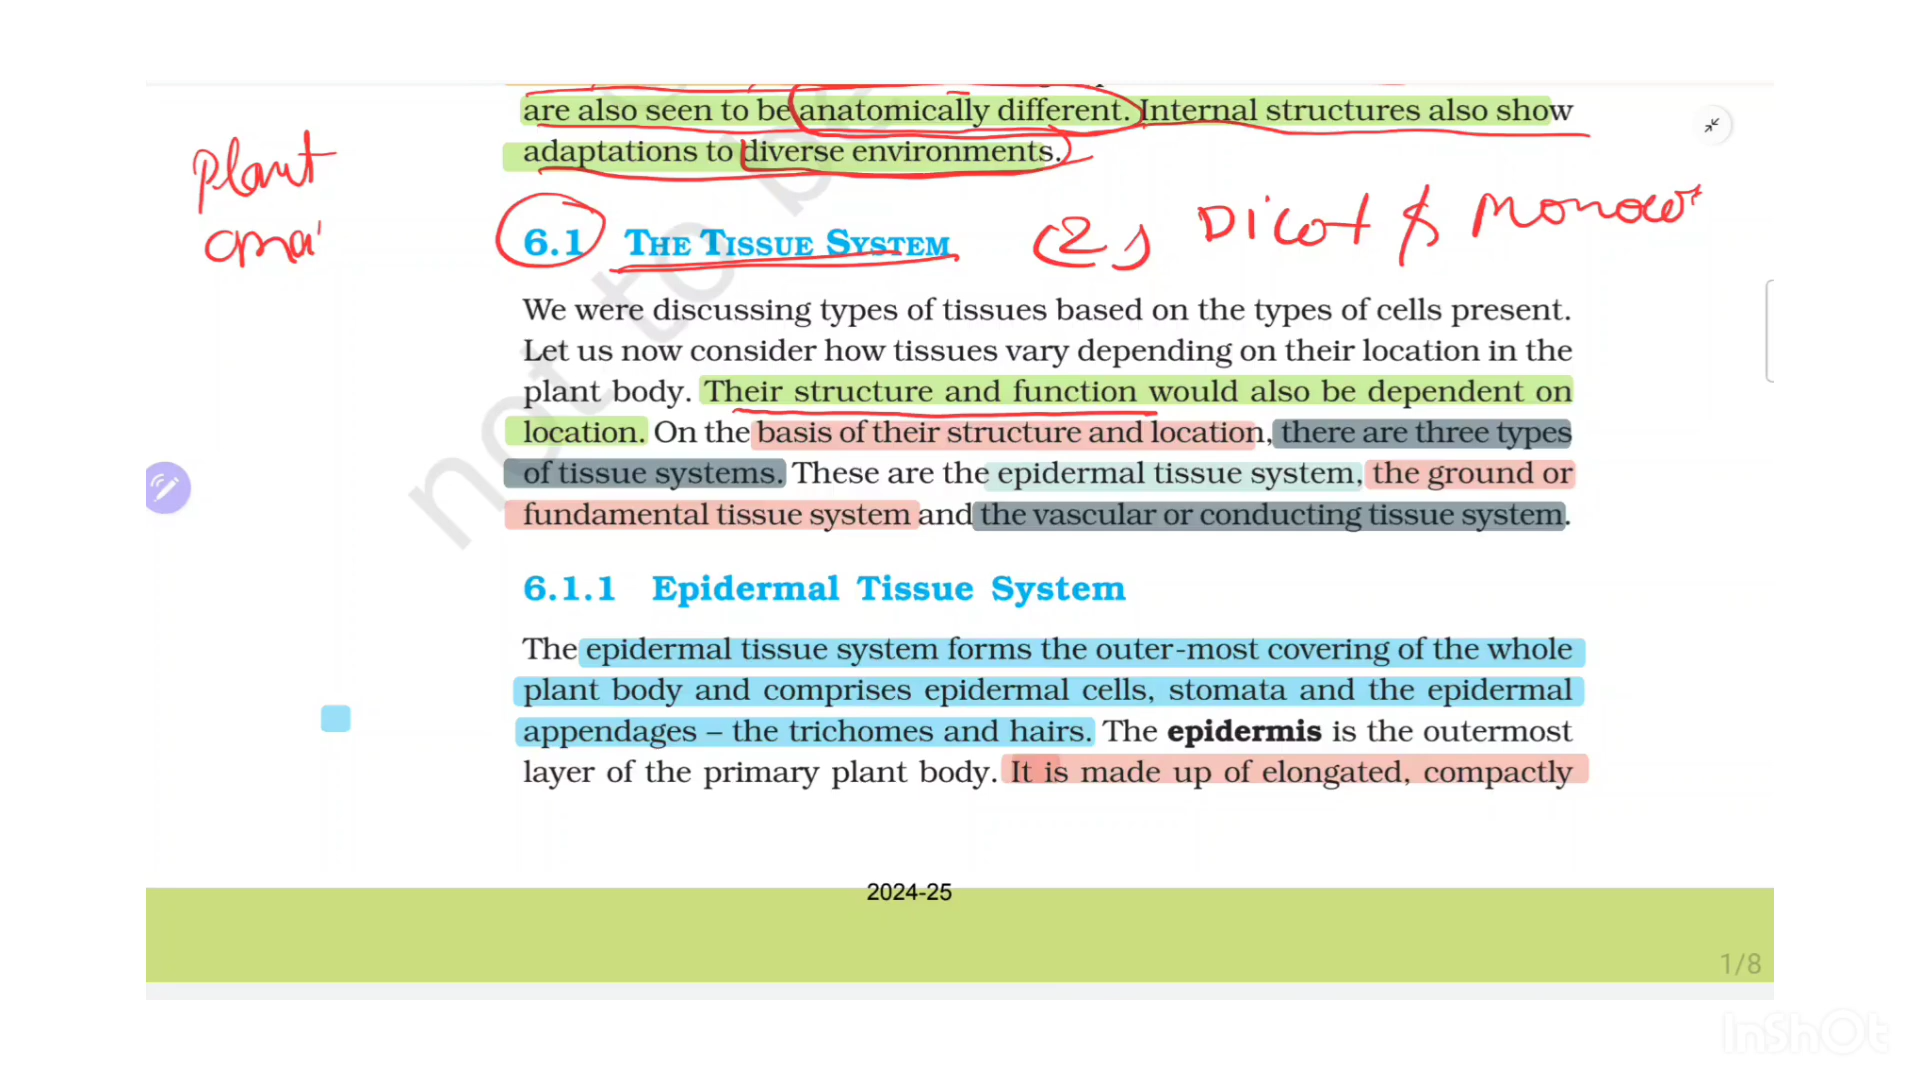 are also seen to be anatomically different. Internal structures also show
adaptations to diverse environments.
Plant
6.1 THE TISSUE SYSTEM (2) Dicot & Monocot
We were discussing types of tissues based on the types of cells present.
Let us now consider how tissues vary depending on their location in the
plant body. Their structure and function would also be dependent on
location. On the basis of their structure and location, there are three types
of tissue systems. These are the epidermal tissue system, the ground or
fundamental tissue system and the vascular or conducting tissue system.
6.1.1 Epidermal Tissue System
The epidermal tissue system forms the outer-most covering of the whole
plant body and comprises epidermal cells, stomata and the epidermal
appendages – the trichomes and hairs. The epidermis is the outermost
layer of the primary plant body. It is made up of elongated, compactly
not to be
2024-25
1/8
InShOt